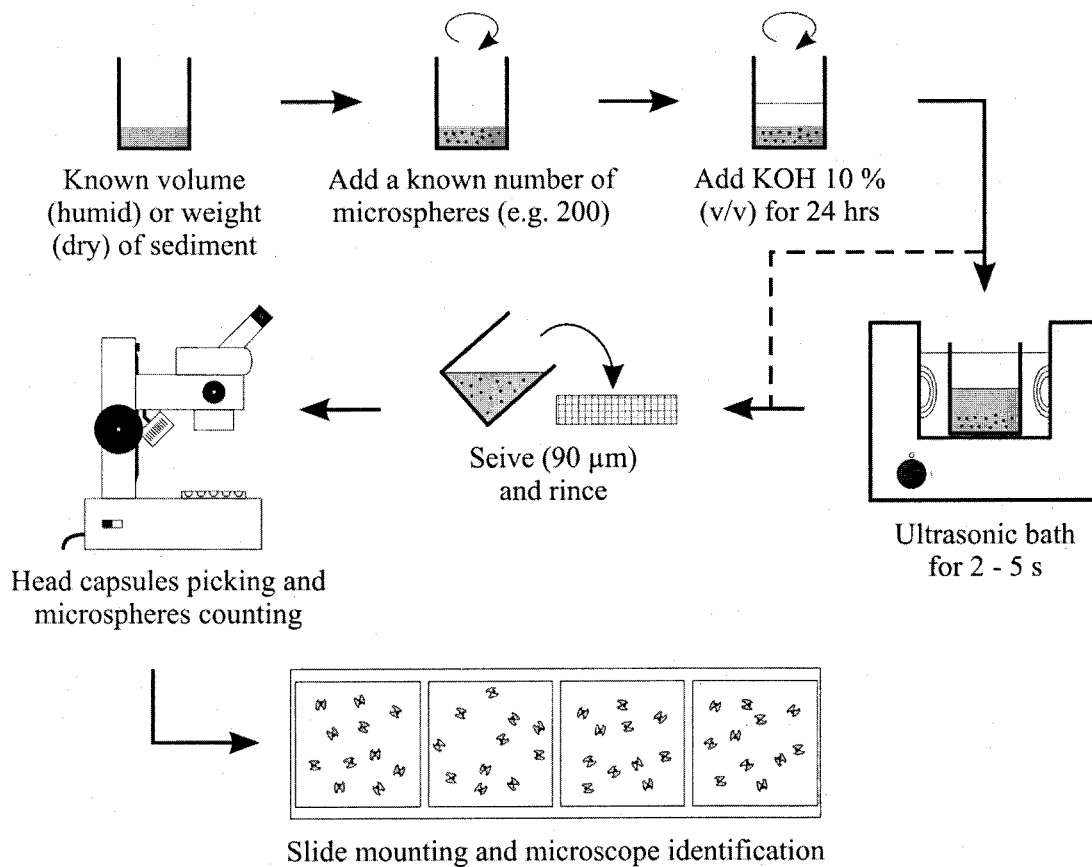 Known volume
(humid) or weight
(dry) of sediment
Add a known number of
microspheres (e.g. 200)
Add KOH 10 %
(v/v) for 24 hrs
Ultrasonic bath
for 2 - 5 s
Seive (90 µm)
and rince
Head capsules picking and
microspheres counting
Slide mounting and microscope identification